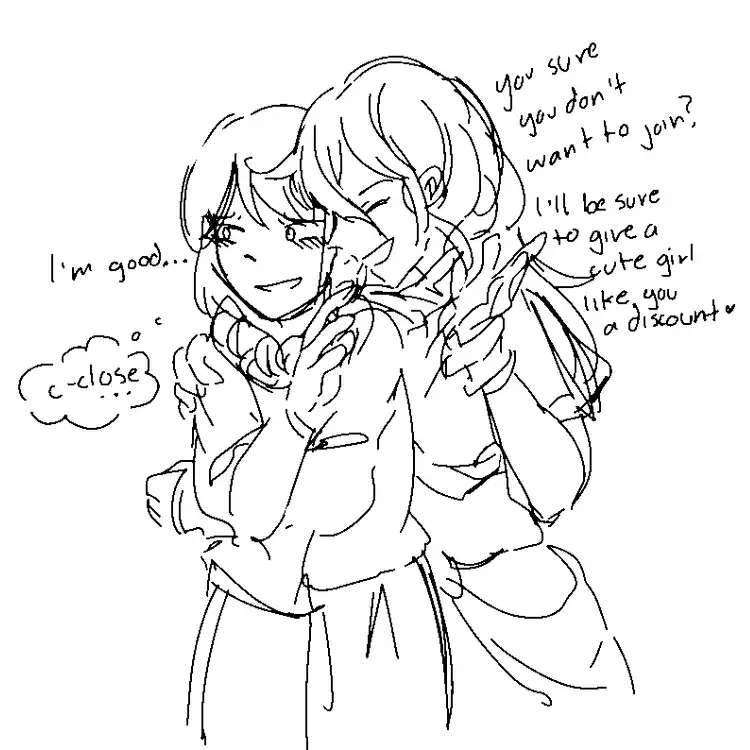 you sure
you don't
want to join?
I'll be sure
to give a
cute girl
like, you
a discount♥
I'm good...
c-close
...